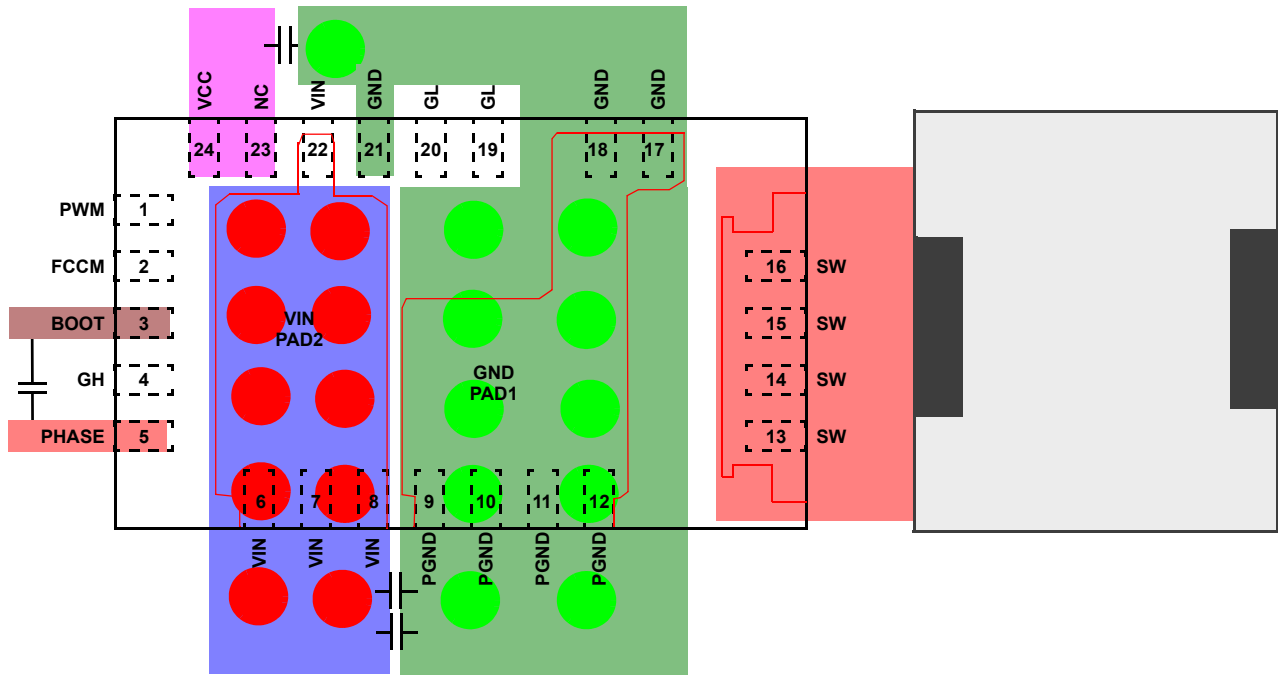 VCC
NC
VIN
GND
GL
GL
GND
GND
24
23
22
21
20
19
18
17
PWM 1
FCCM 2
BOOT 3
GH 4
PHASE 5
VIN
PAD2
GND
PAD1
16 SW
15 SW
14 SW
13 SW
6
7
8
9
10
11
12
VIN
VIN
VIN
PGND
PGND
PGND
PGND